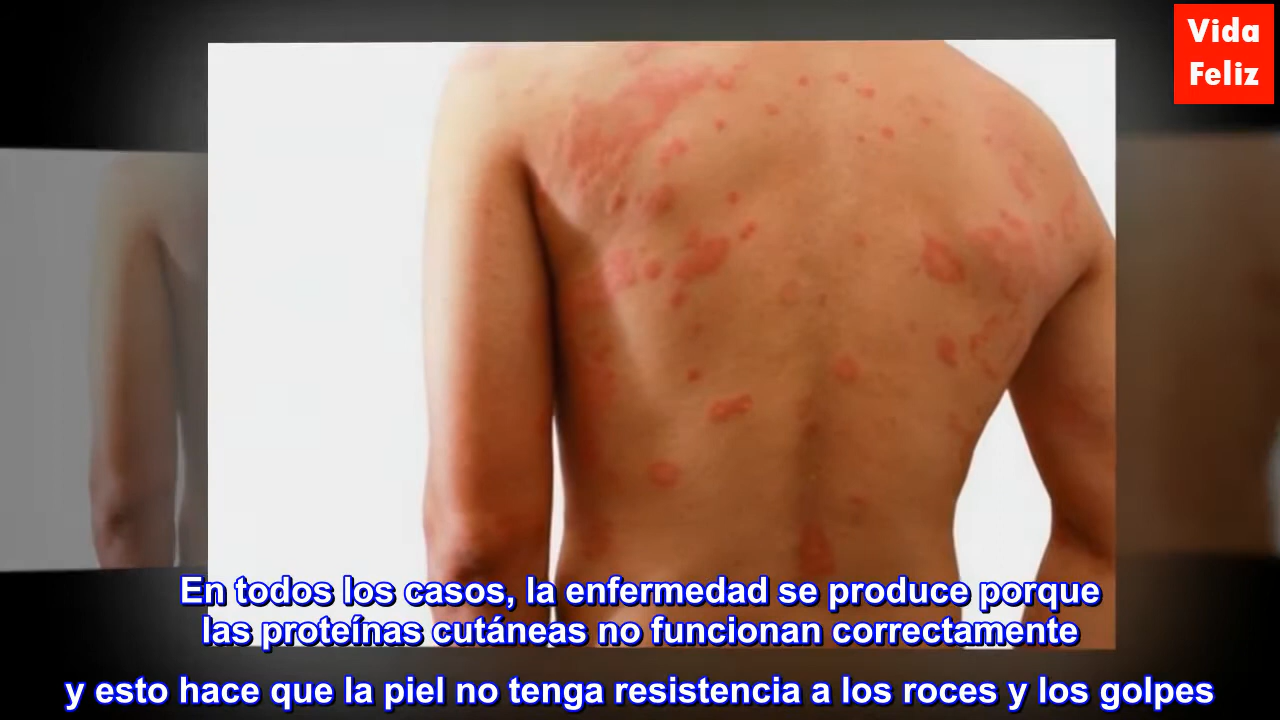 Vida
Feliz
En todos los casos, la enfermedad se produce porque
las proteínas cutáneas no funcionan correctamente
y esto hace que la piel no tenga resistencia a los roces y los golpes